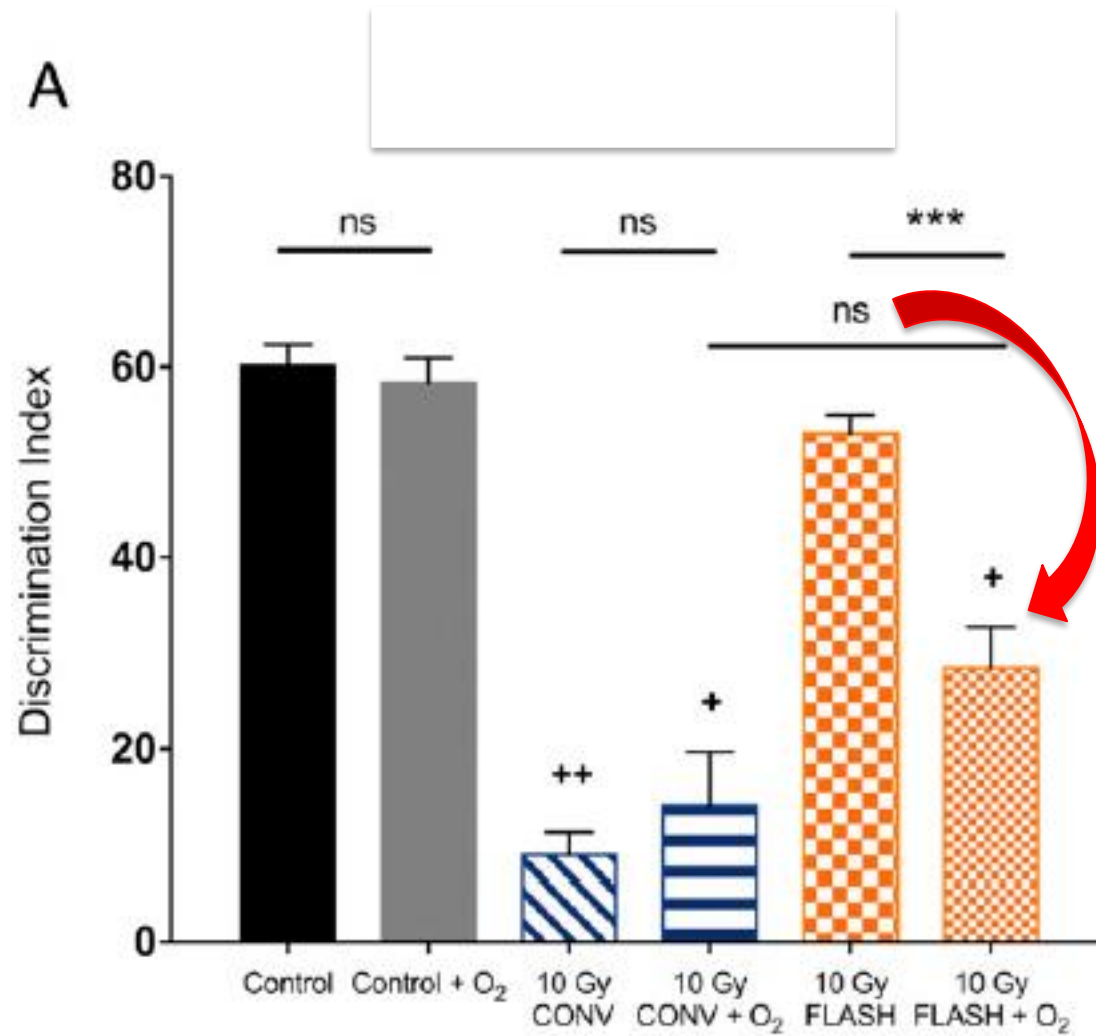 A
80
60
40
20
0
Discrimination Index
ns
ns
***
ns
++
+
+
Control
Control + O₂
10 Gy
CONV
10 Gy
CONV + O₂
10 Gy
FLASH
10 Gy
FLASH + O₂